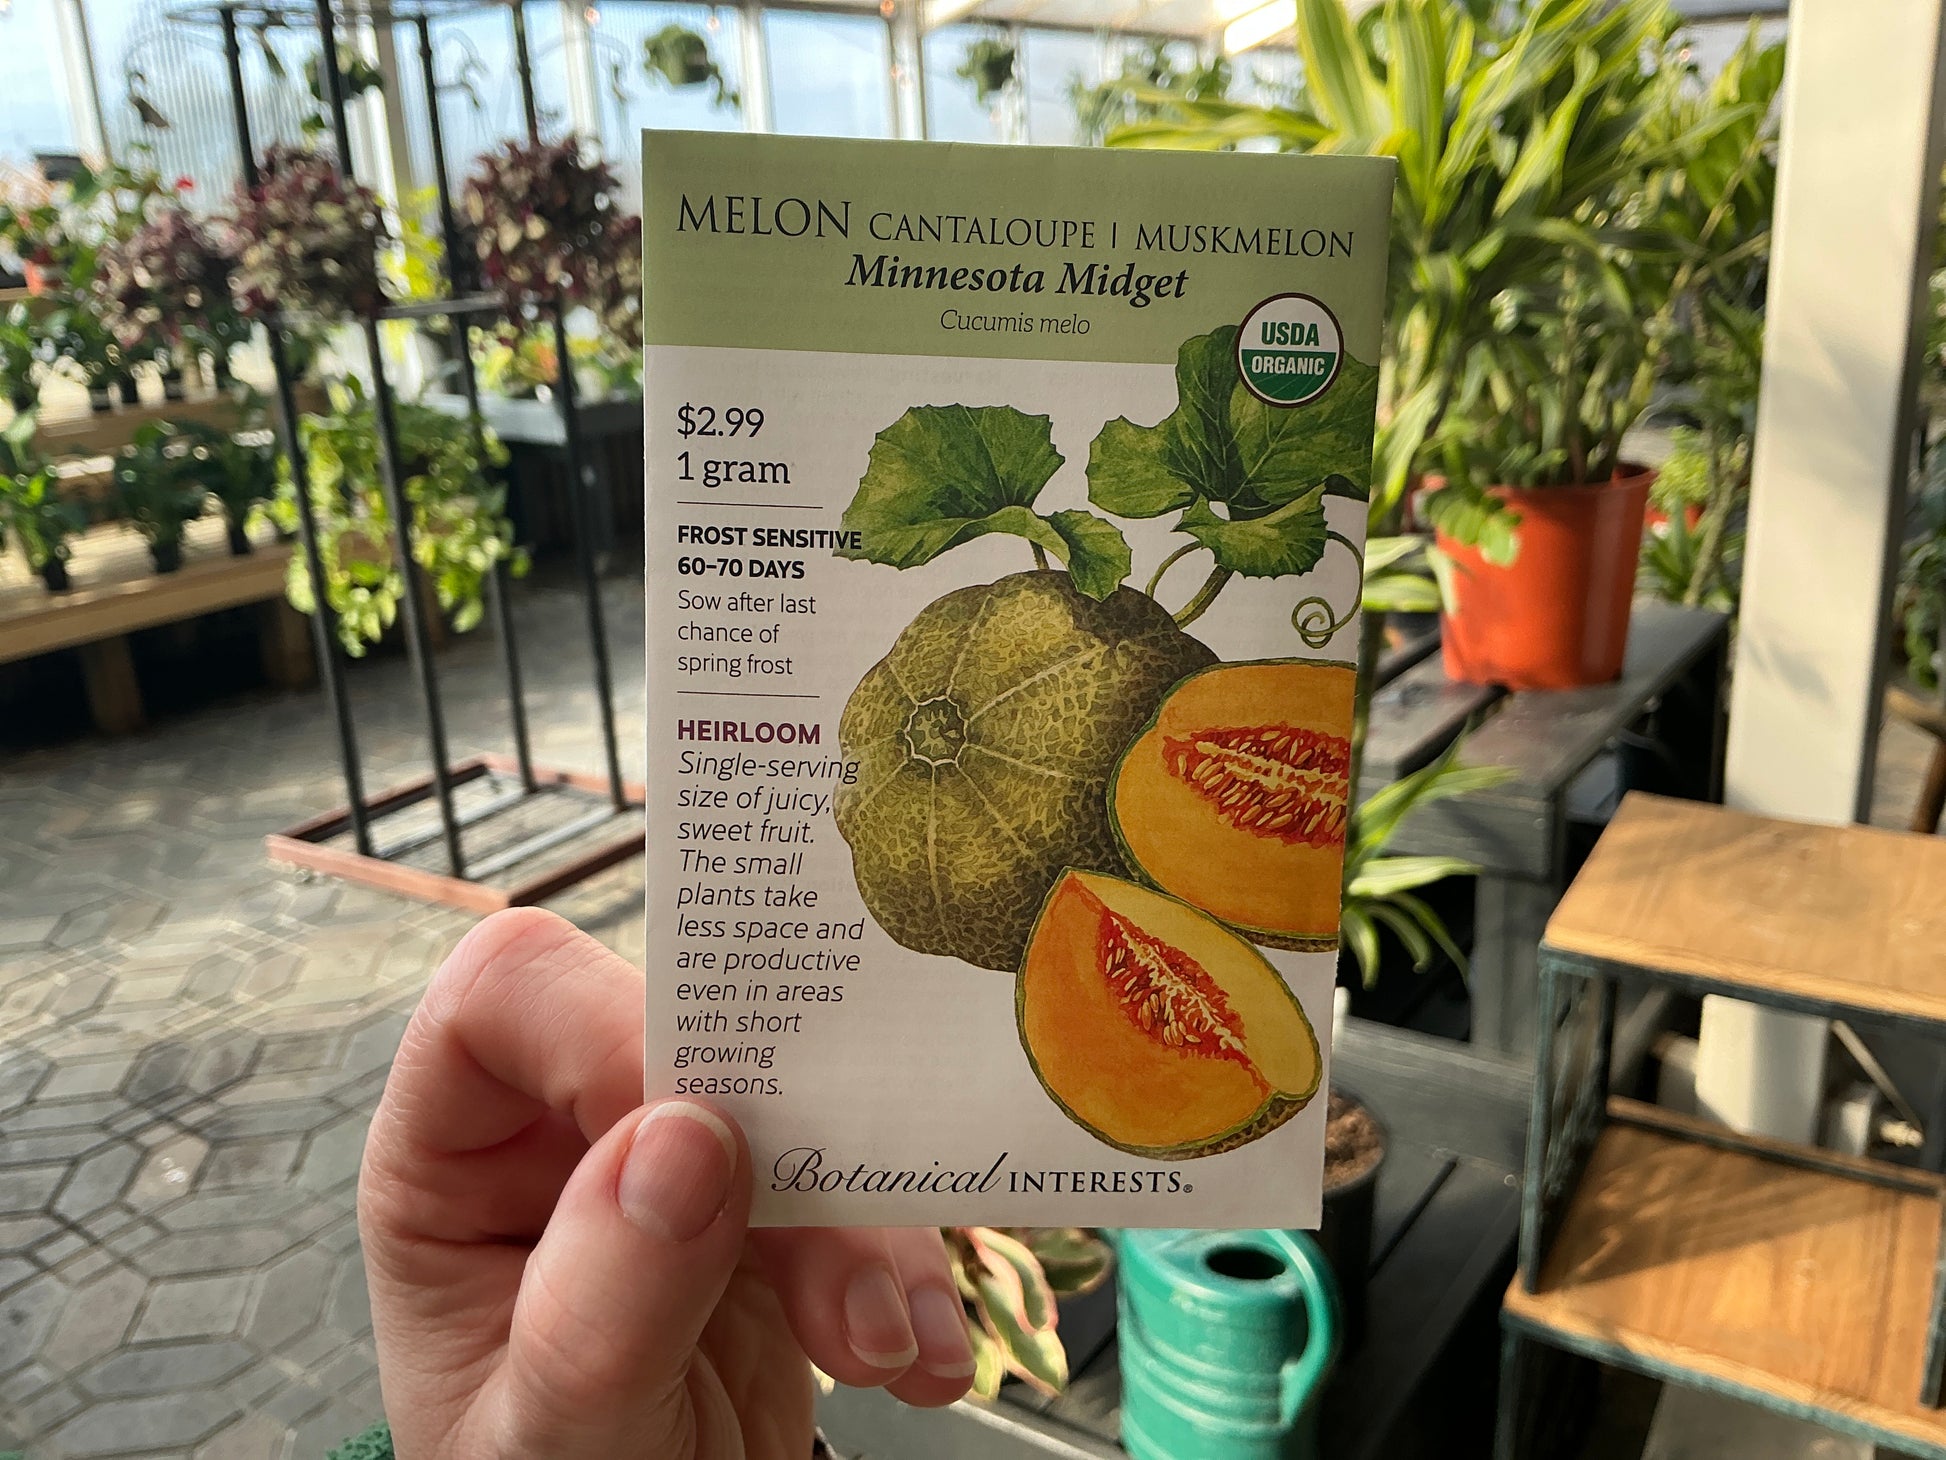 MELON CANTALOUPE | MUSKMELON
Minnesota Midget
Cucumis melo
USDA
ORGANIC
$2.99
1 gram
FROST SENSITIVE
60–70 DAYS
Sow after last
chance of
spring frost
HEIRLOOM
Single-serving
size of juicy,
sweet fruit.
The small
plants take
less space and
are productive
even in areas
with short
growing
seasons.
Botanical INTERESTS®